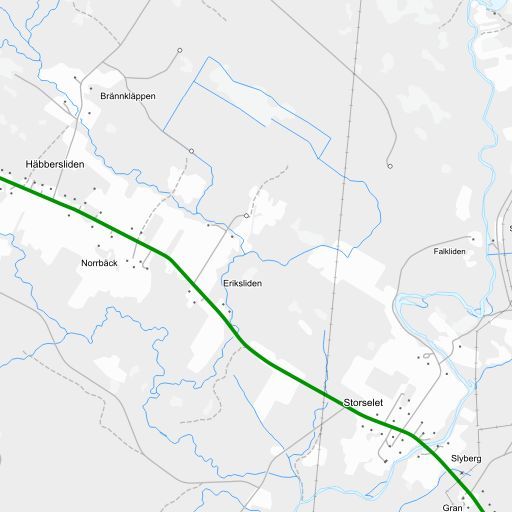 Brännkläppen
Häbbersliden
Falkliden
Norrbäck
Eriksliden
Storselet
Slyberg
Gran